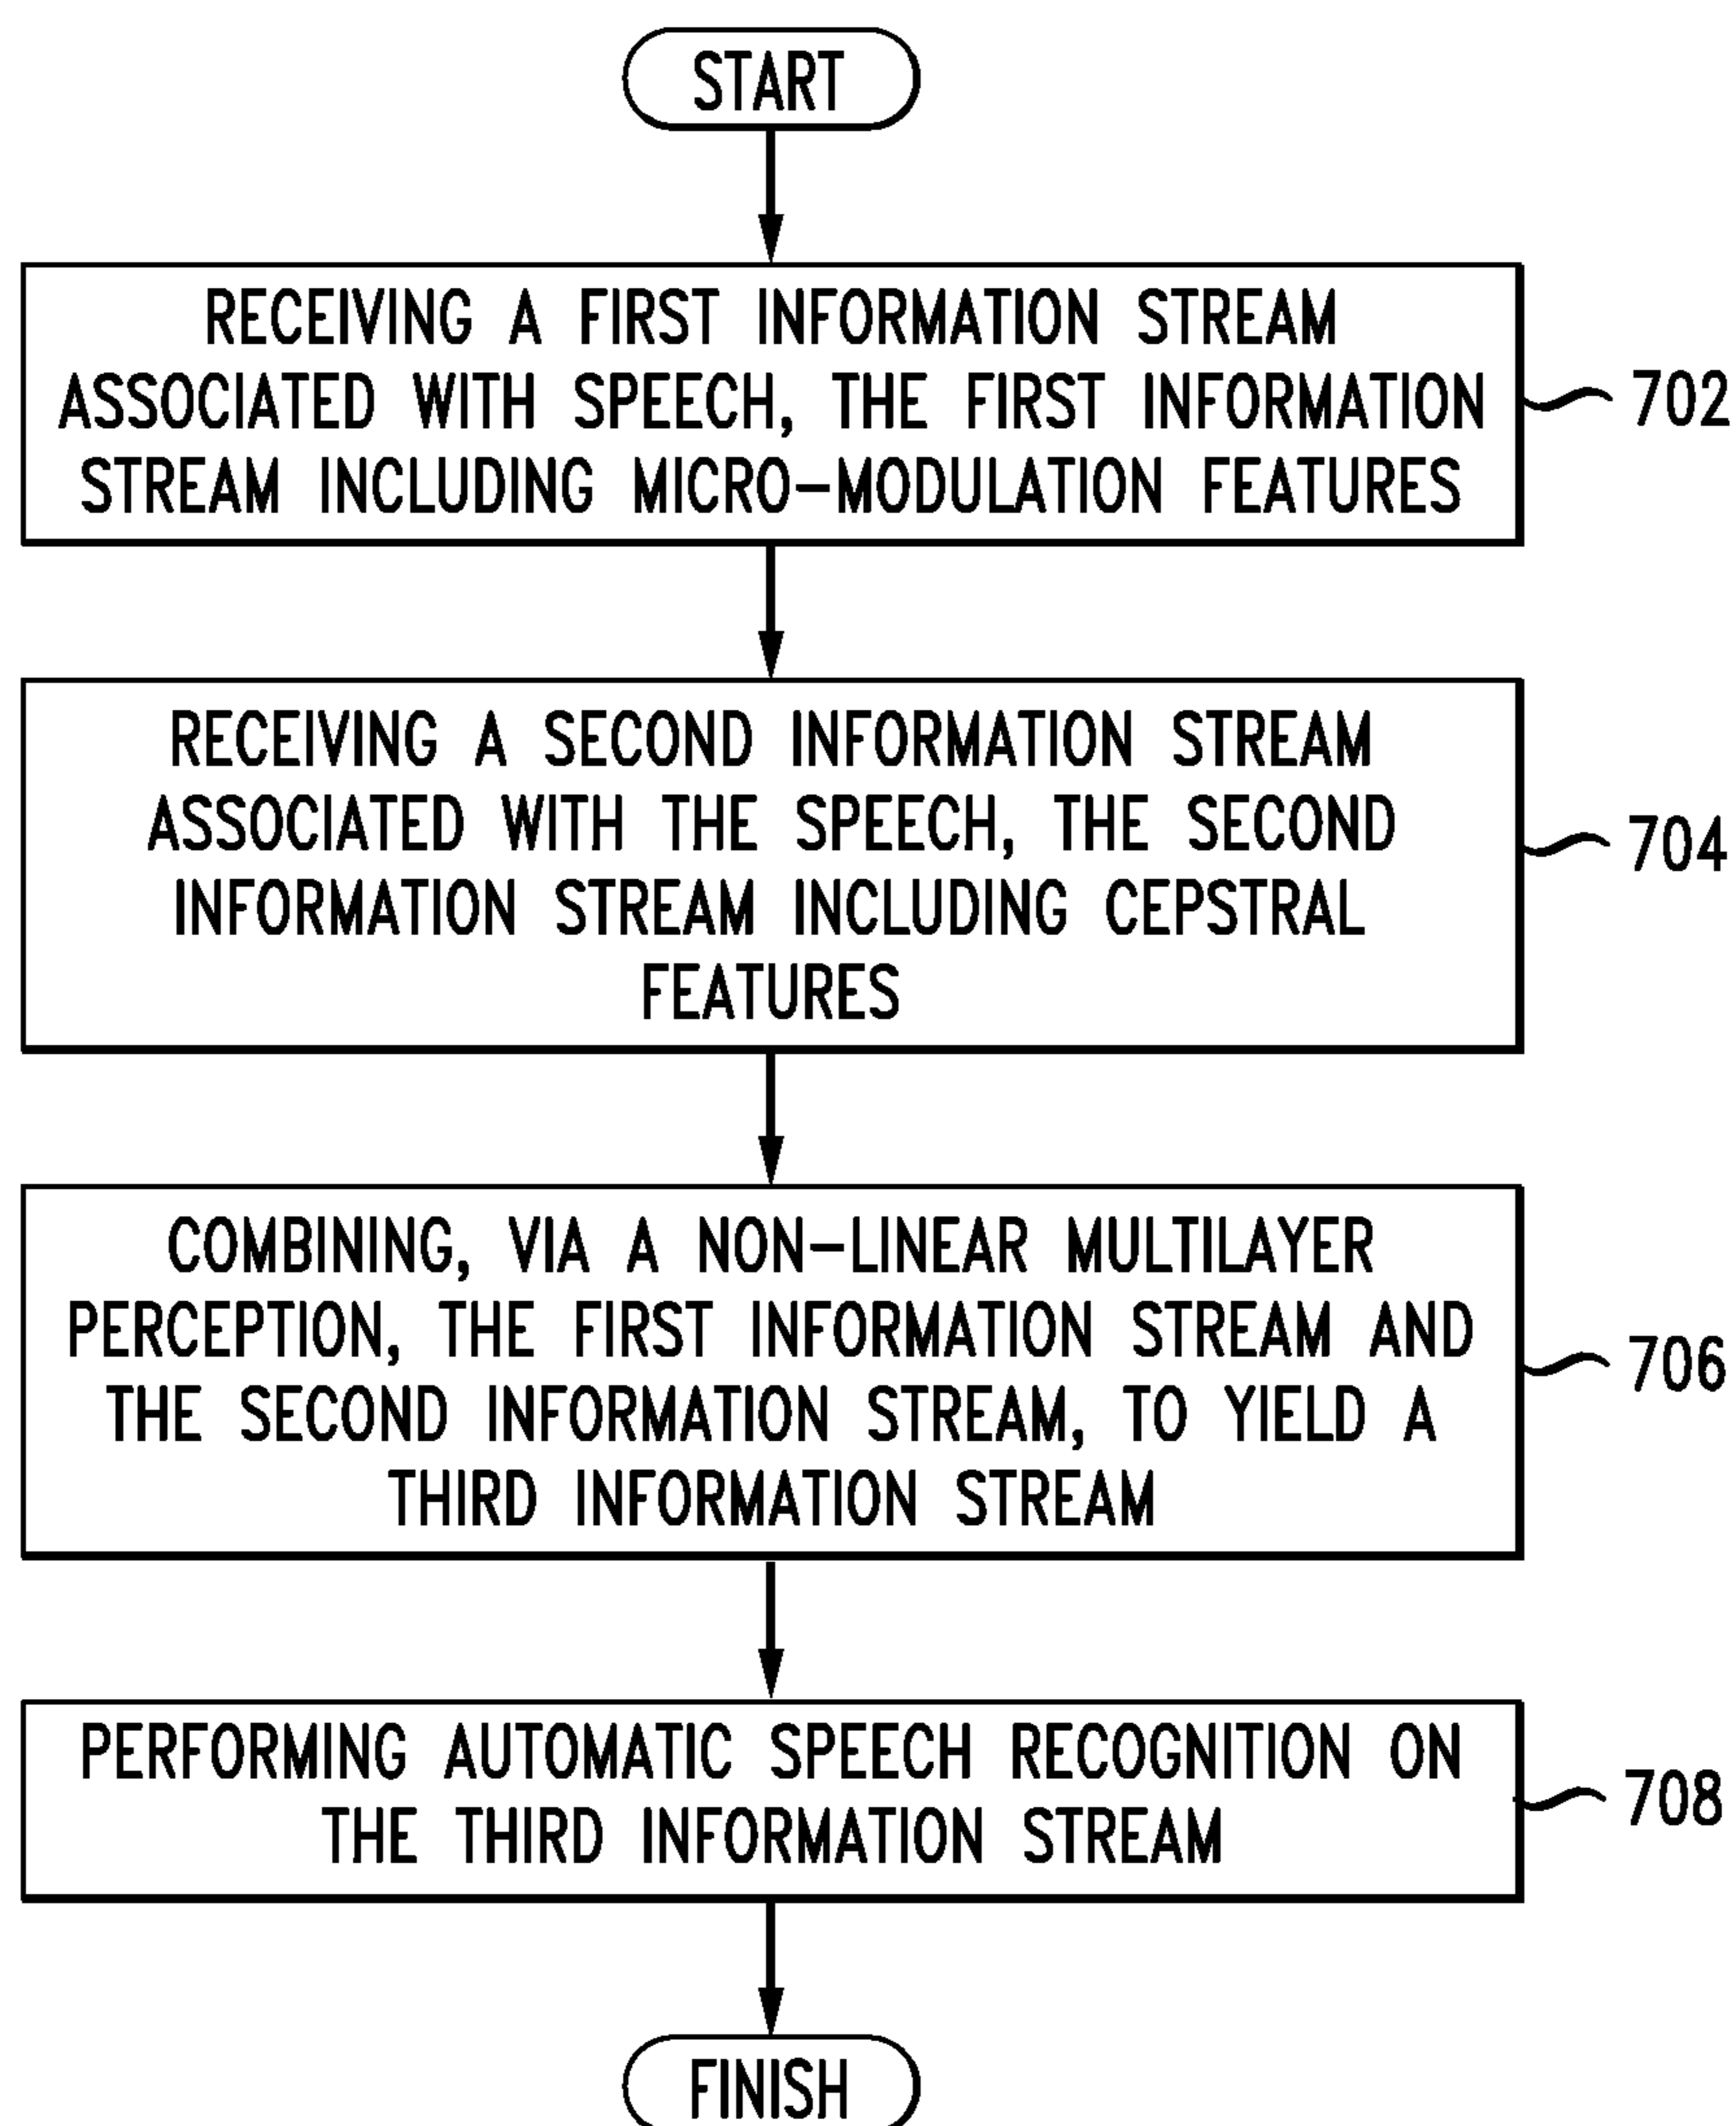 START
RECEIVING A FIRST INFORMATION STREAM
ASSOCIATED WITH SPEECH, THE FIRST INFORMATION
STREAM INCLUDING MICRO-MODULATION FEATURES
702
RECEIVING A SECOND INFORMATION STREAM
ASSOCIATED WITH THE SPEECH, THE SECOND
INFORMATION STREAM INCLUDING CEPSTRAL
FEATURES
704
COMBINING, VIA A NON-LINEAR MULTILAYER
PERCEPTION, THE FIRST INFORMATION STREAM AND
THE SECOND INFORMATION STREAM, TO YIELD A
THIRD INFORMATION STREAM
706
PERFORMING AUTOMATIC SPEECH RECOGNITION ON
THE THIRD INFORMATION STREAM
708
FINISH